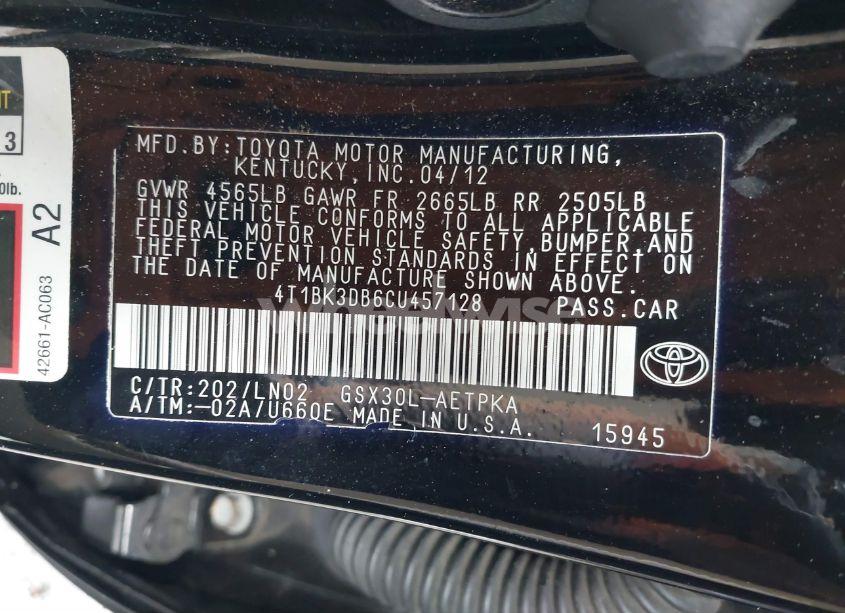 MFD.BY:TOYOTA MOTOR MANUFACTURING,
KENTUCKY, INC. 04/12
GVWR 4565LB GAWR FR 2665LB RR 2505LB
THIS VEHICLE CONFORMS TO ALL APPLICABLE
FEDERAL MOTOR VEHICLE SAFETY, BUMPER, AND
THEFT PREVENTION STANDARDS IN EFFECT ON
THE DATE OF MANUFACTURE SHOWN ABOVE.
4T1BK3DB6CU457128 PASS.CAR
C/TR:202/LN02 GSX30L-AETPKA
A/TM:-02A/U660E MADE IN U.S.A. 15945
3
0lb.
A2
42661-AC063
wheelwise